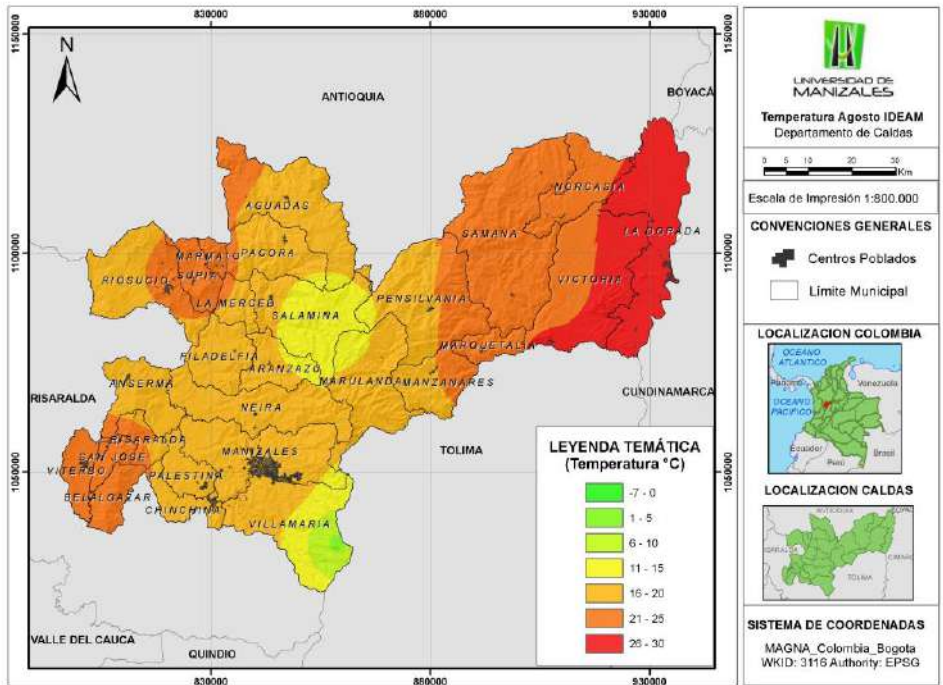 830000 880000 930000
1150000
1100000
1050000
N
ANTIOQUIA
BOYACÁ
CUNDINAMARCA
TOLIMA
RISARALDA
VALLE DEL CAUCA
QUINDIO
AGUADAS
NORCASIA
SAMANA
LA DORADA
MARMATO
PACORA
RIOSUCIO
SUPIA
VICTORIA
LA MERCED
PENSILVANIA
SALAMINA
MARQUETALIA
FILADELFIA
ARANZAZO
MARULANDA
MANZANARES
ANSERMA
NEIRA
RISARALDA
MANIZALES
SAN JOSE
VITERBO
PALESTINA
BELALCAZAR
CHINCHINA
VILLAMARIA
LEYENDA TEMÁTICA
(Temperatura °C)
-7 - 0
1 - 5
6 - 10
11 - 15
16 - 20
21 - 25
26 - 30
830000 880000 930000
UNIVERSIDAD DE
MANIZALES
Temperatura Agosto IDEAM
Departamento de Caldas
0 5 10 20 30
Km
Escala de Impresión 1:800.000
CONVENCIONES GENERALES
Centros Poblados
Límite Municipal
LOCALIZACION COLOMBIA
OCEANO
ATLANTICO
Panamá
Venezuela
OCEANO
PACIFICO
Ecuador
Perú
Brasil
LOCALIZACION CALDAS
ANTIOQUIA
TOLIMA
SISTEMA DE COORDENADAS
MAGNA_Colombia_Bogota
WKID: 3116 Authority: EPSG